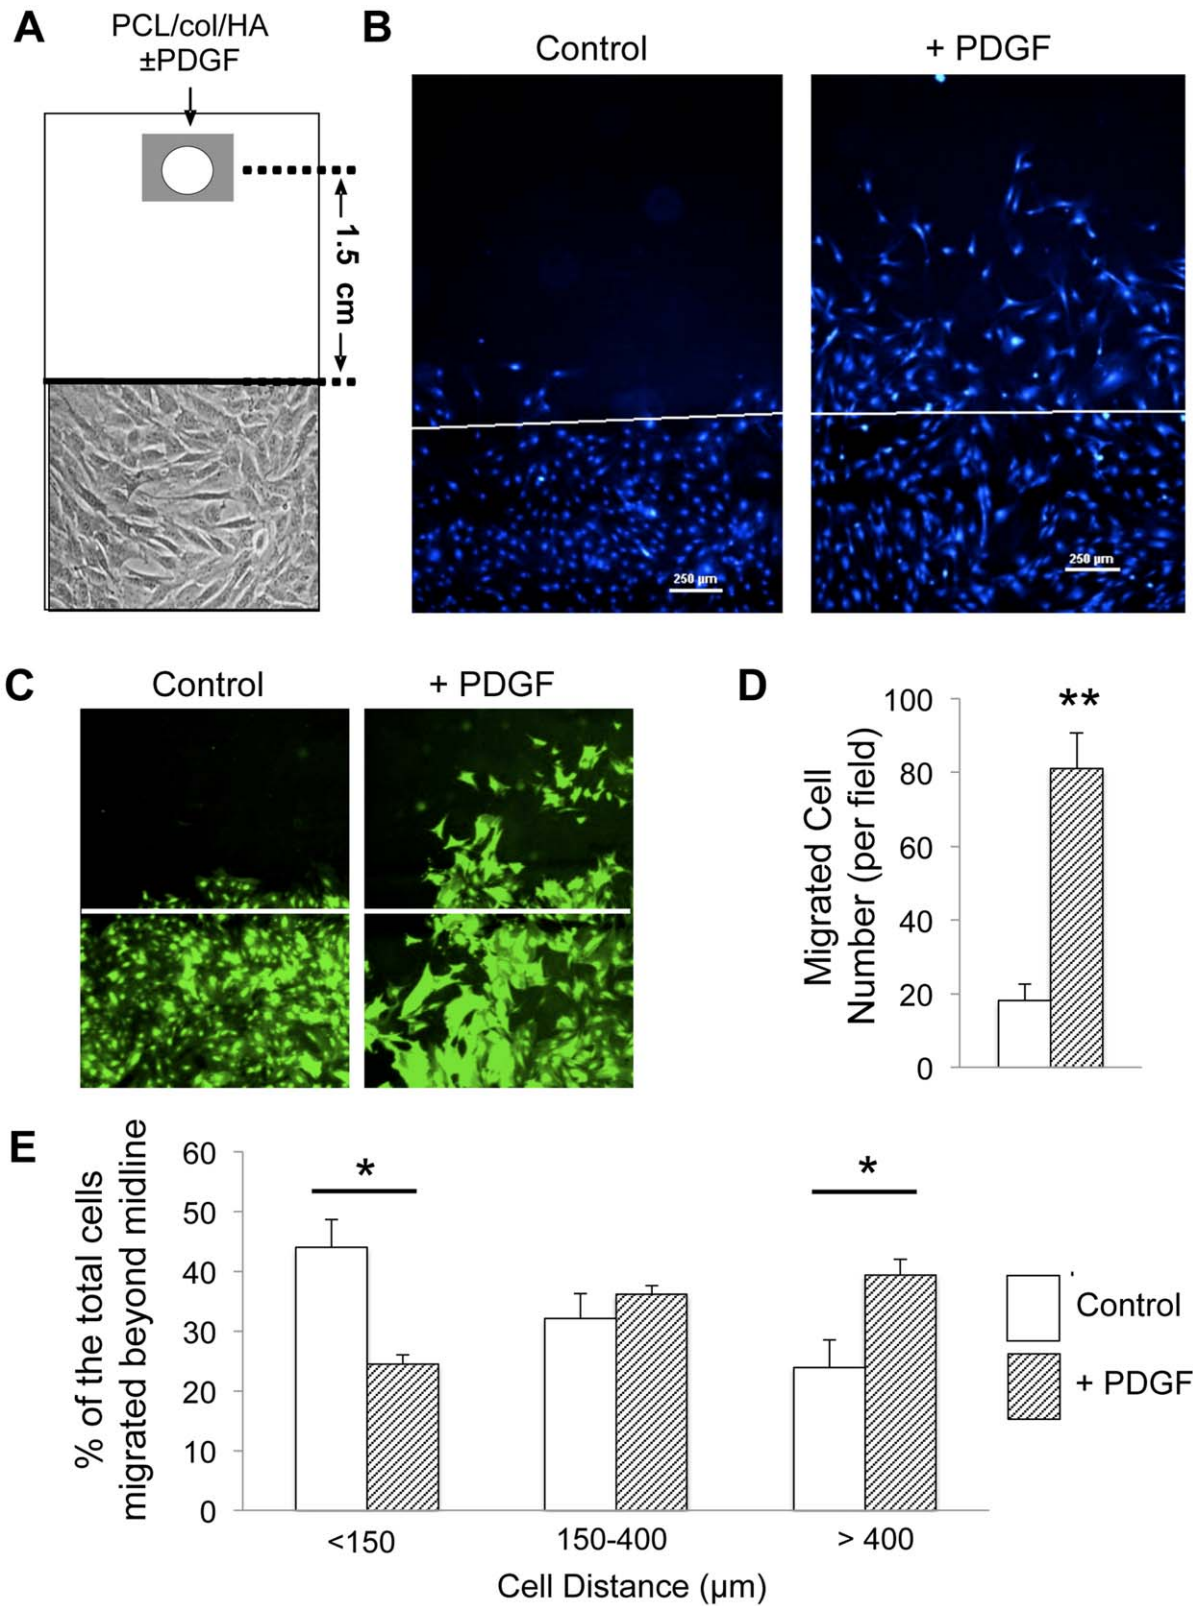 A
PCL/col/HA
±PDGF
1.5 cm
B
Control
+ PDGF
250 µm
250 µm
C
Control
+ PDGF
D
Migrated Cell
Number (per field)
100
80
60
40
20
0
**
E
% of the total cells
migrated beyond midline
60
50
40
30
20
10
0
*
*
<150
150-400
> 400
Cell Distance (µm)
Control
+ PDGF